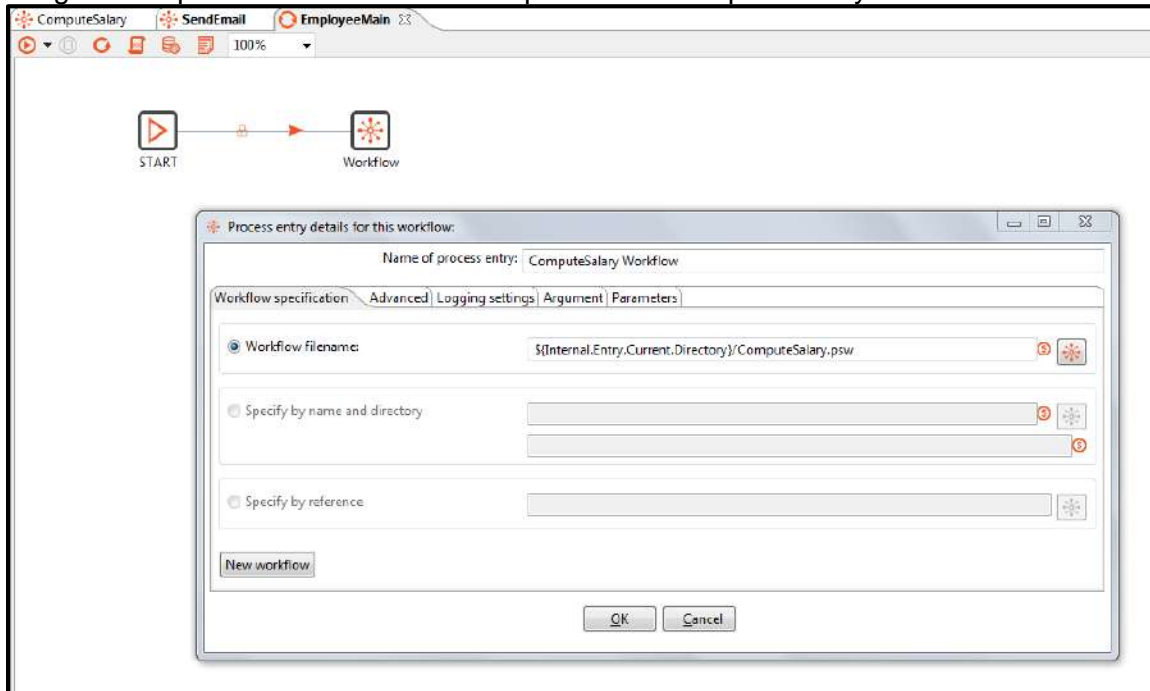 ComputeSalary SendEmail EmployeeMain
100%
START Workflow
Process entry details for this workflow:
Name of process entry: ComputeSalary Workflow
Workflow specification Advanced Logging settings Argument Parameters
Workflow filename: ${Internal.Entry.Current.Directory}/ComputeSalary.psw
Specify by name and directory
Specify by reference
New workflow
OK Cancel